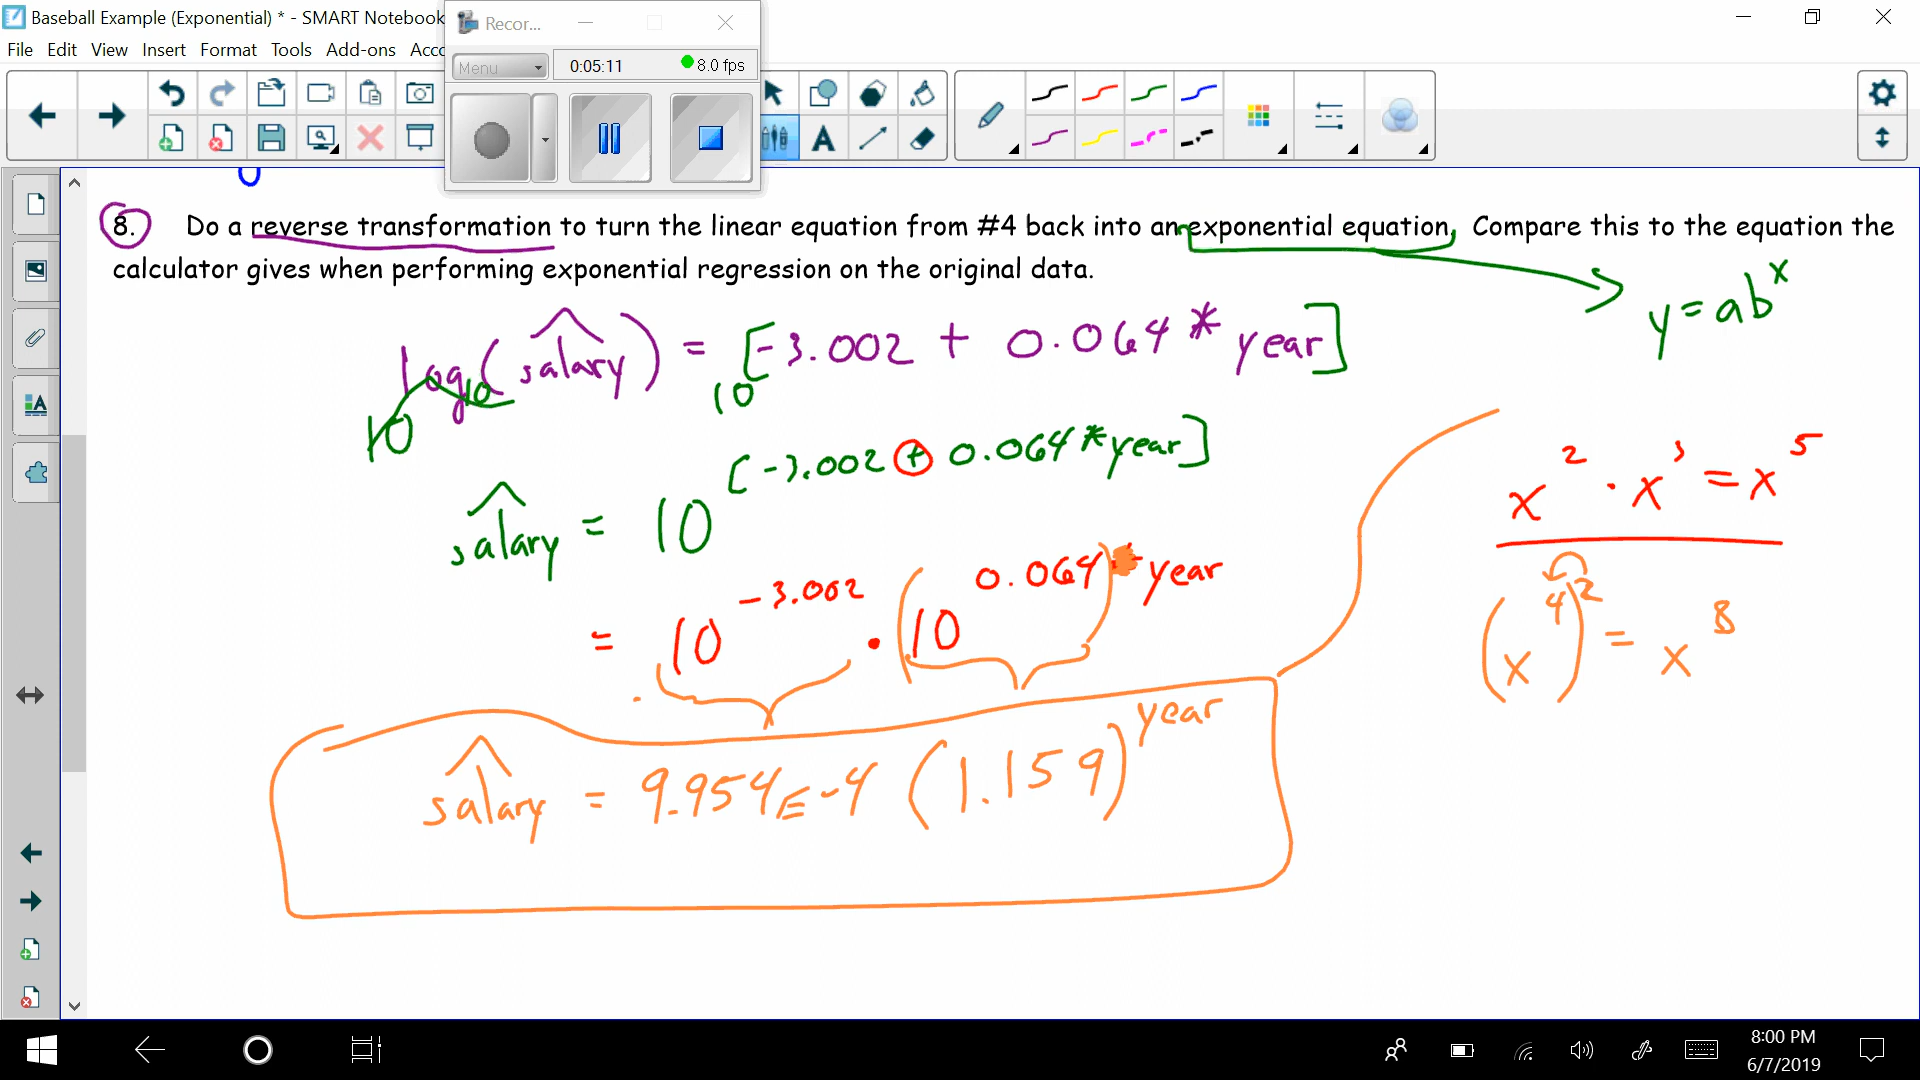 Baseball Example (Exponential) * - SMART Notebook
Recor...
File Edit View Insert Format Tools Add-ons Acco
Menu 0:05:11 8.0 fps
8. Do a reverse transformation to turn the linear equation from #4 back into an exponential equation. Compare this to the equation the
calculator gives when performing exponential regression on the original data.
y = ab^x
10^log₁₀(salary) = 10^[-3.002 + 0.064 * year]
salary = 10^[-3.002 + 0.064 * year]
x^2 · x^3 = x^5
= 10^-3.002 · (10^0.064)^year
(x^4)^2 = x^8
salary = 9.954E-4 (1.159)^year
8:00 PM
6/7/2019